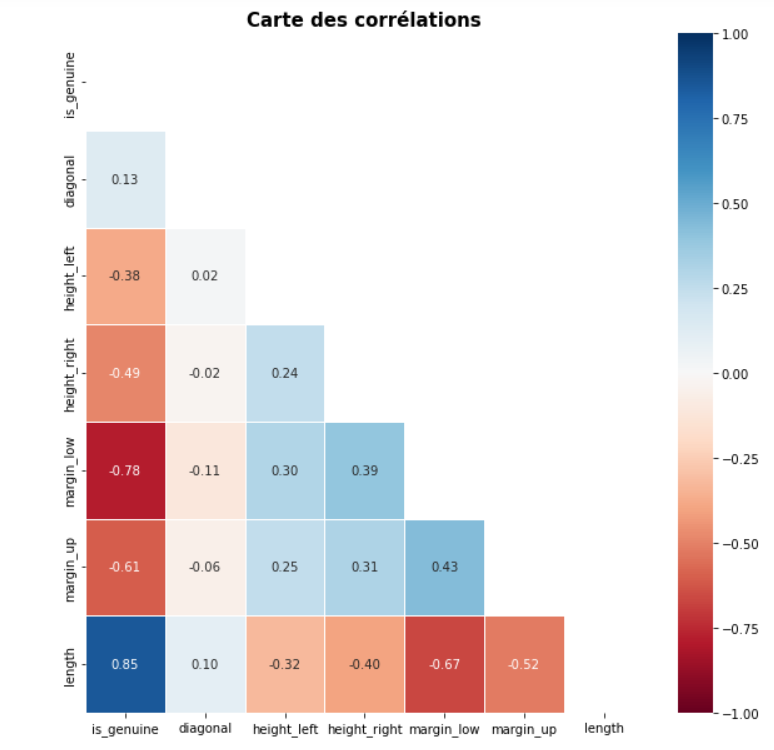 Carte des corrélations
is_genuine
diagonal 0.13
height_left -0.38 0.02
height_right -0.49 -0.02 0.24
margin_low -0.78 -0.11 0.30 0.39
margin_up -0.61 -0.06 0.25 0.31 0.43
length 0.85 0.10 -0.32 -0.40 -0.67 -0.52
is_genuine diagonal height_left height_right margin_low margin_up length
1.00
0.75
0.50
0.25
0.00
−0.25
−0.50
−0.75
−1.00